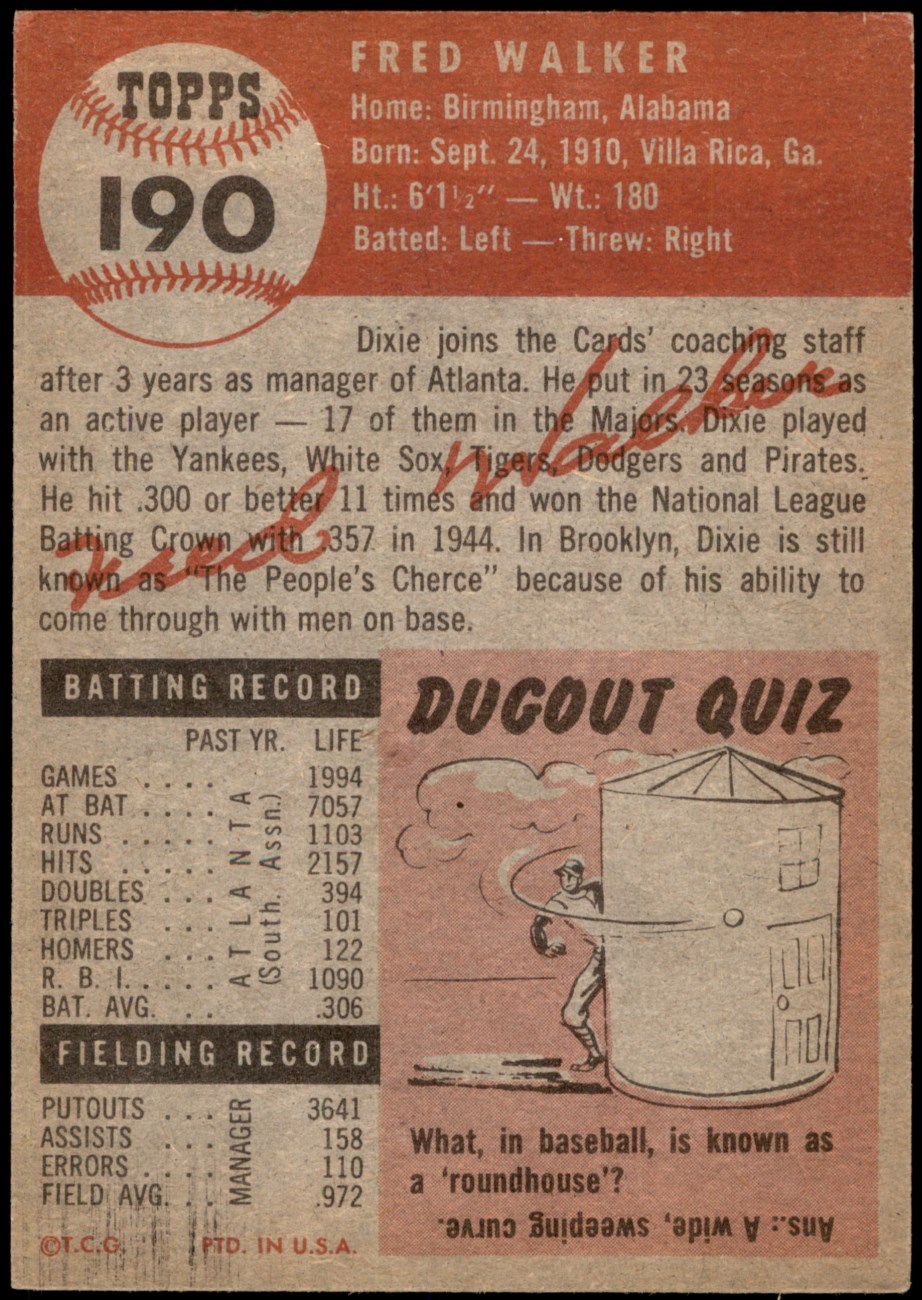 TOPPS
190
FRED WALKER
Home: Birmingham, Alabama
Born: Sept. 24, 1910, Villa Rica, Ga.
Ht.: 6'1½" — Wt.: 180
Batted: Left — Threw: Right
Dixie joins the Cards' coaching staff
after 3 years as manager of Atlanta. He put in 23 seasons as
an active player — 17 of them in the Majors. Dixie played
with the Yankees, White Sox, Tigers, Dodgers and Pirates.
He hit .300 or better 11 times and won the National League
Batting Crown with .357 in 1944. In Brooklyn, Dixie is still
known as "The People's Cherce" because of his ability to
come through with men on base.
Fred Walker
BATTING RECORD
PAST YR. LIFE
GAMES .... 1994
AT BAT .... 7057
RUNS ..... 1103
HITS ..... 2157
DOUBLES ... 394
TRIPLES ... 101
HOMERS ... 122
R. B. I. .... 1090
BAT. AVG. .. .306
ATLANTA
(South. Assn.)
FIELDING RECORD
PUTOUTS ... 3641
ASSISTS ... 158
ERRORS .... 110
FIELD AVG. .. .972
MANAGER
©T.C.G. PTD. IN U.S.A.
DUGOUT QUIZ
What, in baseball, is known as
a 'roundhouse'?
Ans.: A wide, sweeping curve.